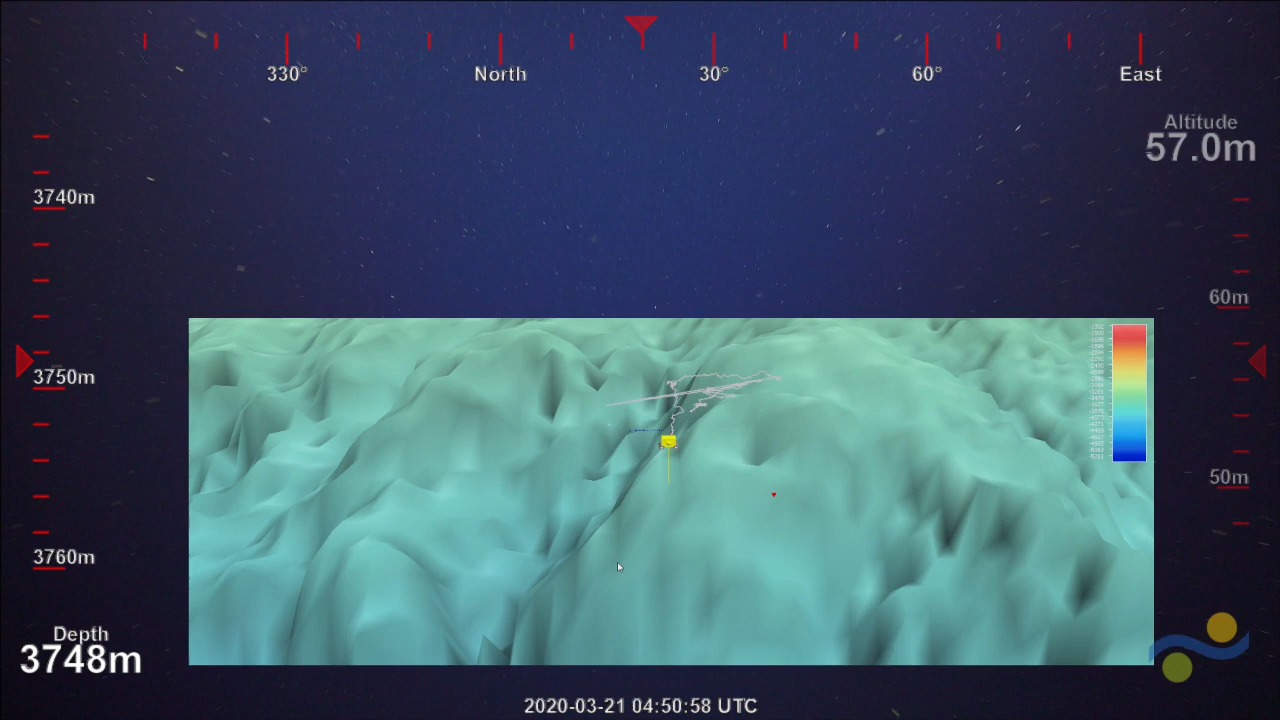 330°
North
30°
60°
East
Altitude
57.0m
3740m
60m
3750m
50m
3760m
Depth
3748m
2020-03-21 04:50:58 UTC